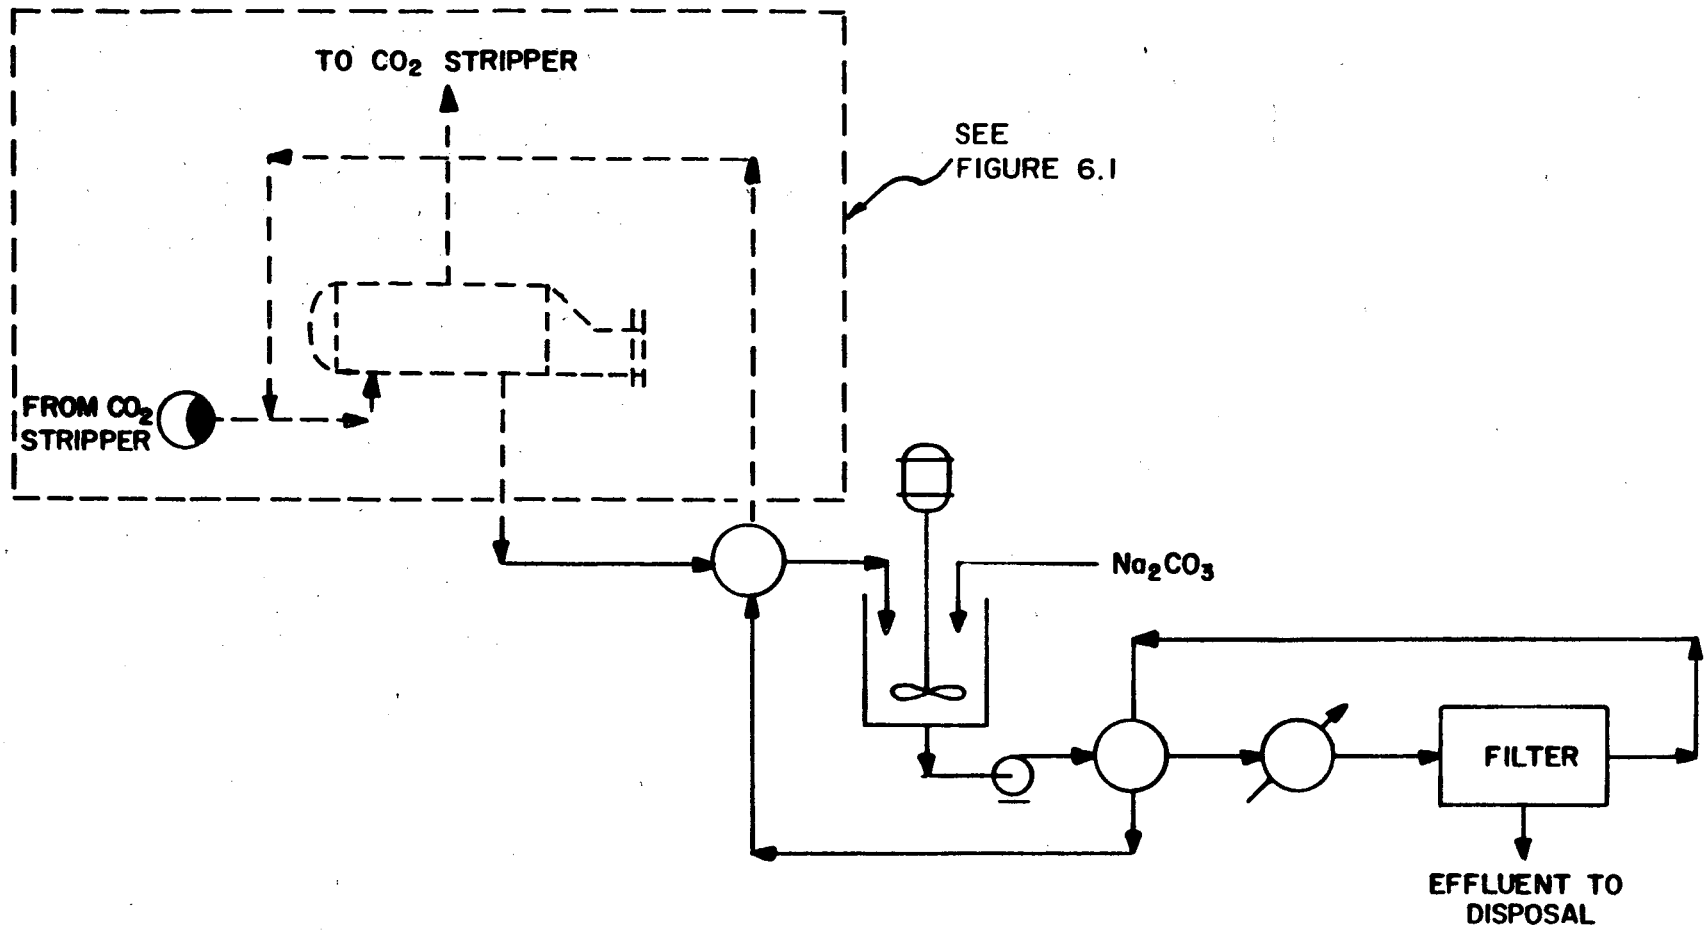 TO CO₂ STRIPPER
SEE
FIGURE 6.1
FROM CO₂
STRIPPER
Na₂CO₃
FILTER
EFFLUENT TO
DISPOSAL